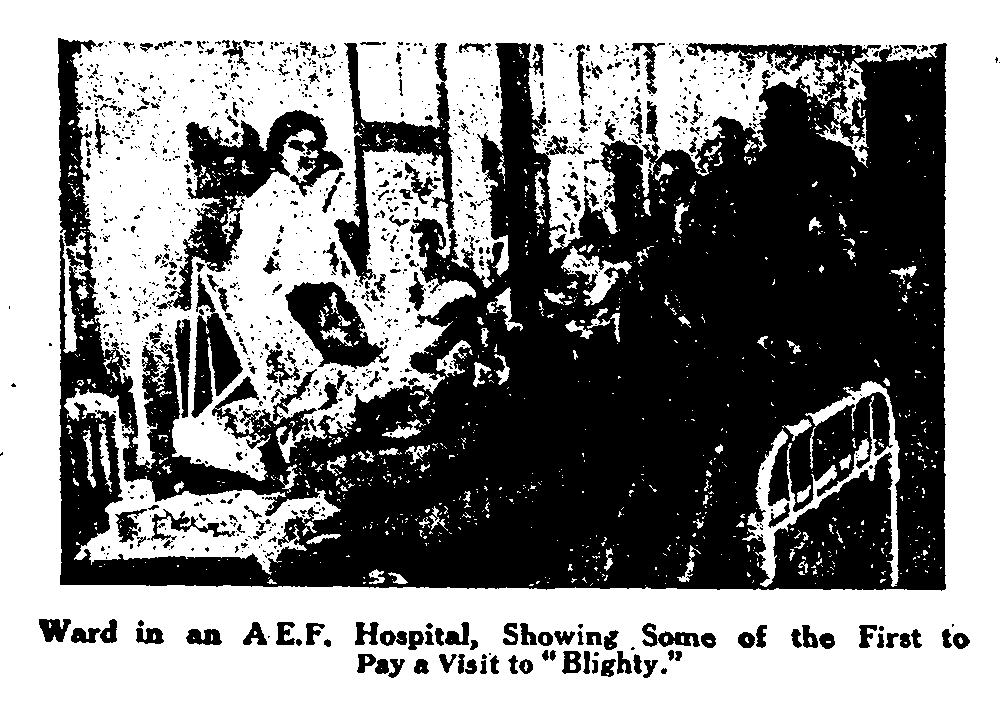 Ward in an A.E.F. Hospital, Showing Some of the First to
Pay a Visit to "Blighty."